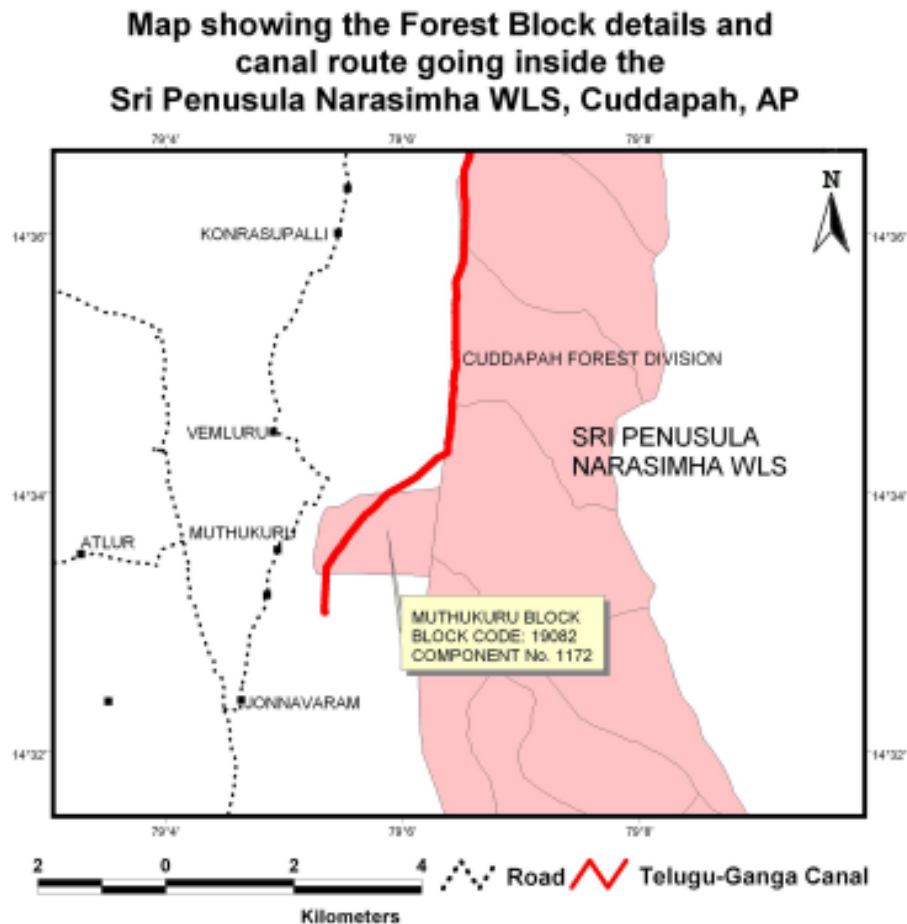 Map showing the Forest Block details and
canal route going inside the
Sri Penusula Narasimha WLS, Cuddapah, AP
79°4' 79°6' 79°8'
N
14°36' KONRASUPALLI 14°36'
CUDDAPAH FOREST DIVISION
VEMLURU
SRI PENUSULA
NARASIMHA WLS
14°34' 14°34'
MUTHUKURU
ATLUR
MUTHUKURU BLOCK
BLOCK CODE: 19082
COMPONENT No. 1172
JONNAVARAM
14°32' 14°32'
79°4' 79°6' 79°8'
2 0 2 4
Road Telugu-Ganga Canal
Kilometers